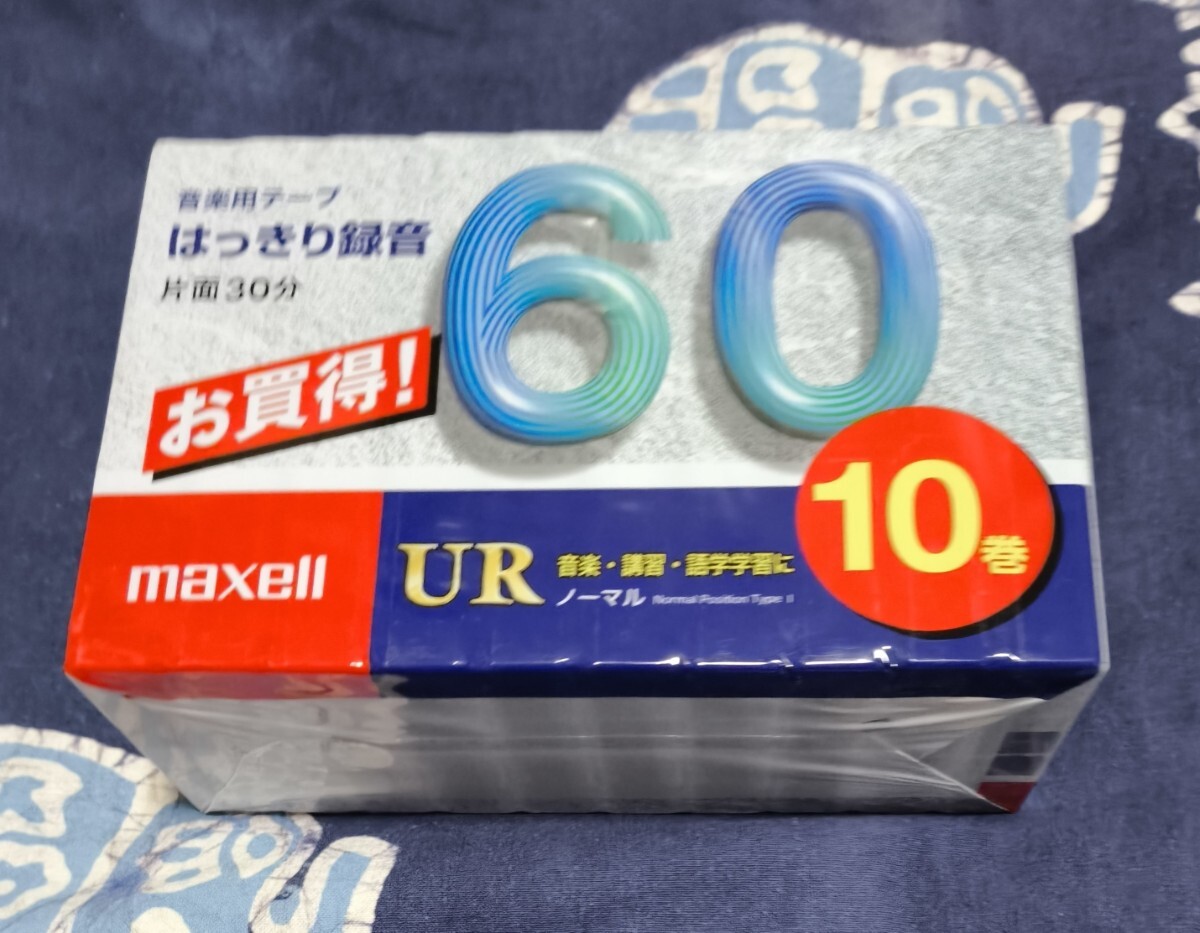 音楽用テープ
はっきり録音
片面30分
60
お買得!
10巻
maxell
UR
音楽・講習・語学学習に
ノーマル Normal Position Type I